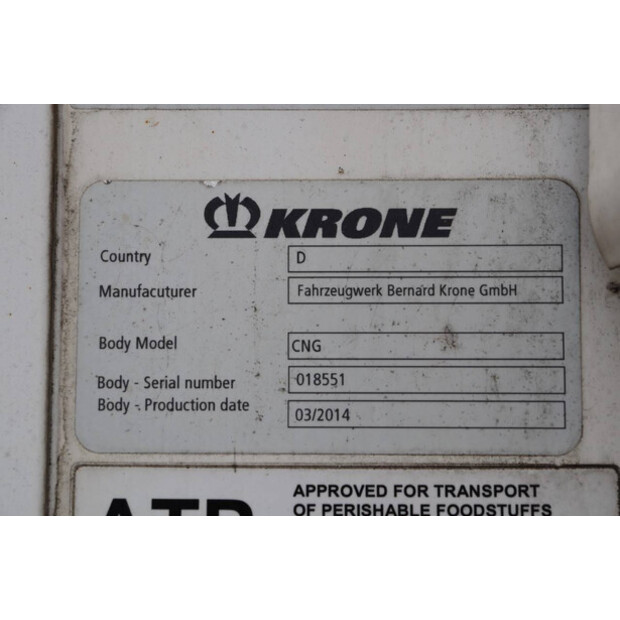 KRONE
Country D
Manufacuturer Fahrzeugwerk Bernard Krone GmbH
Body Model CNG
Body - Serial number 018551
Body - Production date 03/2014
ATP APPROVED FOR TRANSPORT
OF PERISHABLE FOODSTUFFS